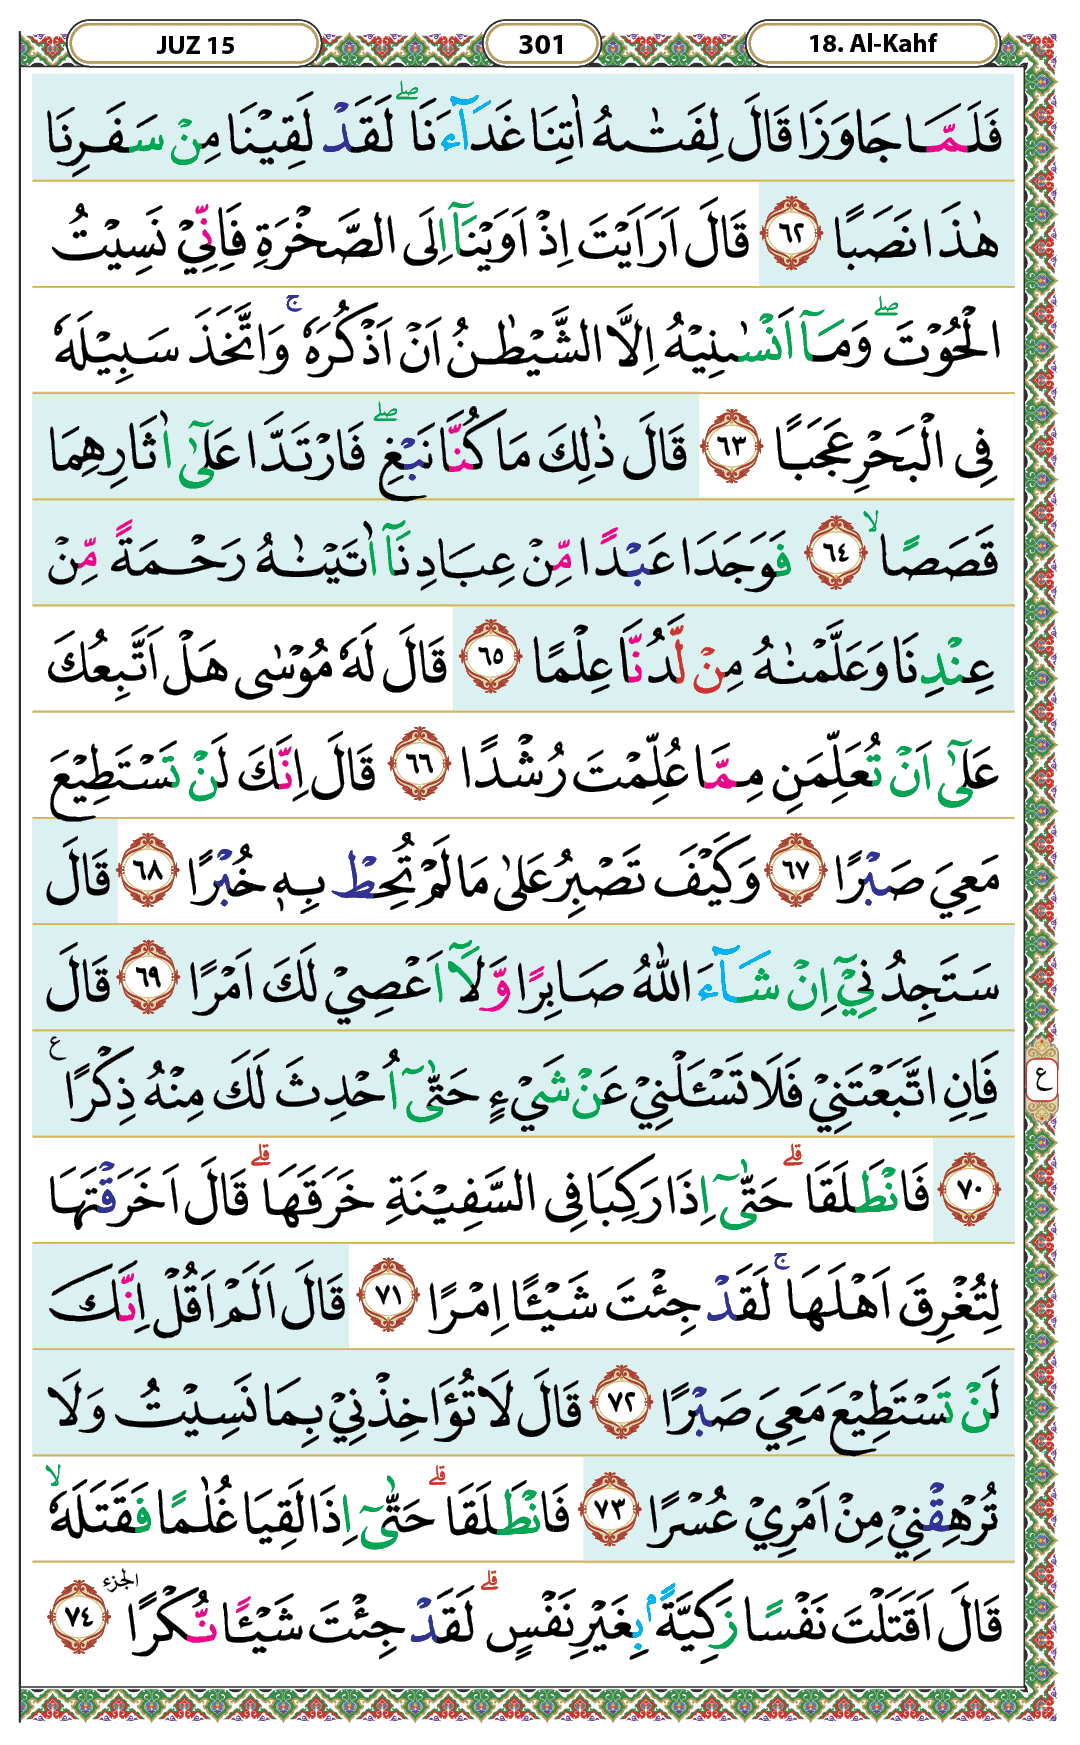 JUZ 15 301 18. Al-Kahf
فَلَمَّا جَاوَزَا قَالَ لِفَتٰىهُ اٰتِنَا غَدَاۤءَنَاۖ لَقَدْ لَقِيْنَا مِنْ سَفَرِنَا
هٰذَا نَصَبًا ٦٢ قَالَ اَرَاَيْتَ اِذْ اَوَيْنَآ اِلَى الصَّخْرَةِ فَاِنِّيْ نَسِيْتُ
الْحُوْتَۖ وَمَآ اَنْسٰىنِيْهُ اِلَّا الشَّيْطٰنُ اَنْ اَذْكُرَهٗۚ وَاتَّخَذَ سَبِيْلَهٗ
فِى الْبَحْرِ عَجَبًا ٦٣ قَالَ ذٰلِكَ مَا كُنَّا نَبْغِۖ فَارْتَدَّا عَلٰٓى اٰثَارِهِمَا
قَصَصًاۙ ٦٤ فَوَجَدَا عَبْدًا مِّنْ عِبَادِنَآ اٰتَيْنٰهُ رَحْمَةً مِّنْ
عِنْدِنَا وَعَلَّمْنٰهُ مِنْ لَّدُنَّا عِلْمًا ٦٥ قَالَ لَهٗ مُوْسٰى هَلْ اَتَّبِعُكَ
عَلٰٓى اَنْ تُعَلِّمَنِ مِمَّا عُلِّمْتَ رُشْدًا ٦٦ قَالَ اِنَّكَ لَنْ تَسْتَطِيْعَ
مَعِيَ صَبْرًا ٦٧ وَكَيْفَ تَصْبِرُ عَلٰى مَا لَمْ تُحِطْ بِهٖ خُبْرًا ٦٨ قَالَ
سَتَجِدُنِيْٓ اِنْ شَاۤءَ اللّٰهُ صَابِرًا وَّلَآ اَعْصِيْ لَكَ اَمْرًا ٦٩ قَالَ
فَاِنِ اتَّبَعْتَنِيْ فَلَا تَسْـَٔلْنِيْ عَنْ شَيْءٍ حَتّٰىٓ اُحْدِثَ لَكَ مِنْهُ ذِكْرًا ع
ع
٧٠ فَانْطَلَقَاۗ حَتّٰىٓ اِذَا رَكِبَا فِى السَّفِيْنَةِ خَرَقَهَاۗ قَالَ اَخَرَقْتَهَا
لِتُغْرِقَ اَهْلَهَاۚ لَقَدْ جِئْتَ شَيْـًٔا اِمْرًا ٧١ قَالَ اَلَمْ اَقُلْ اِنَّكَ
لَنْ تَسْتَطِيْعَ مَعِيَ صَبْرًا ٧٢ قَالَ لَا تُؤَاخِذْنِيْ بِمَا نَسِيْتُ وَلَا
تُرْهِقْنِيْ مِنْ اَمْرِيْ عُسْرًا ٧٣ فَانْطَلَقَاۗ حَتّٰىٓ اِذَا لَقِيَا غُلٰمًا فَقَتَلَهٗۙ
قَالَ اَقَتَلْتَ نَفْسًا زَكِيَّةًۢ بِغَيْرِ نَفْسٍۗ لَقَدْ جِئْتَ شَيْـًٔا نُّكْرًا الجزء ٧٤